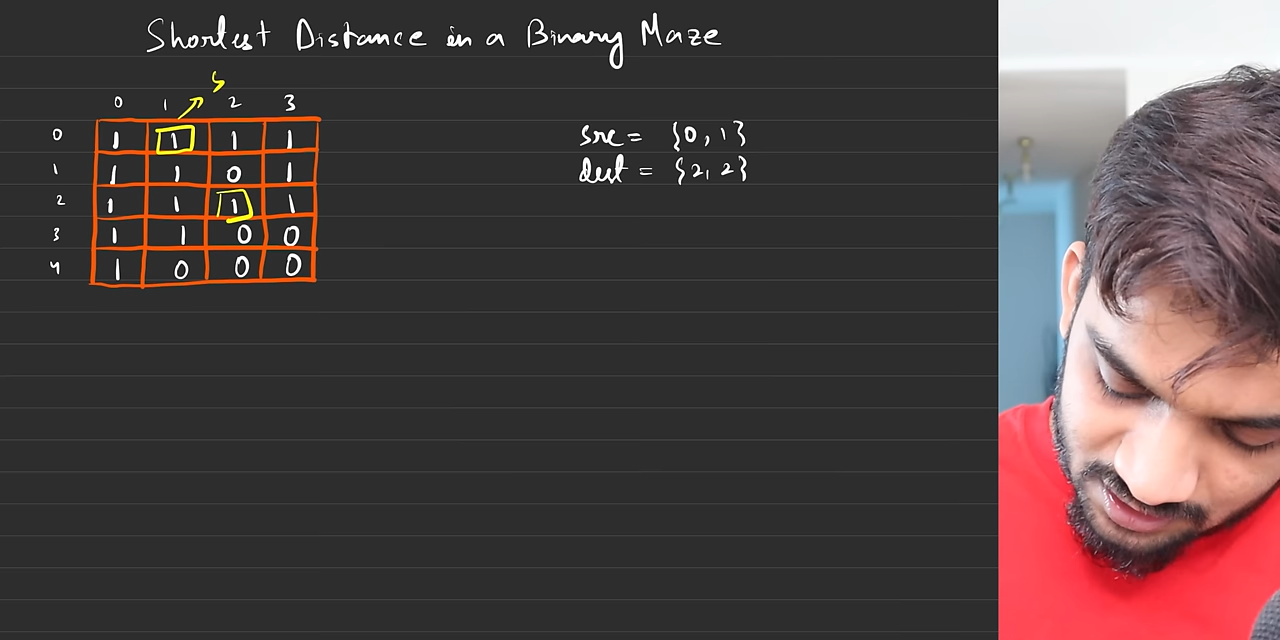 Shortest Distance in a Binary Maze
S
0 1 2 3
0 1 1 1 1
1 1 1 0 1
2 1 1 1 1
3 1 1 0 0
4 1 0 0 0
src = {0, 1}
dest = {2, 2}